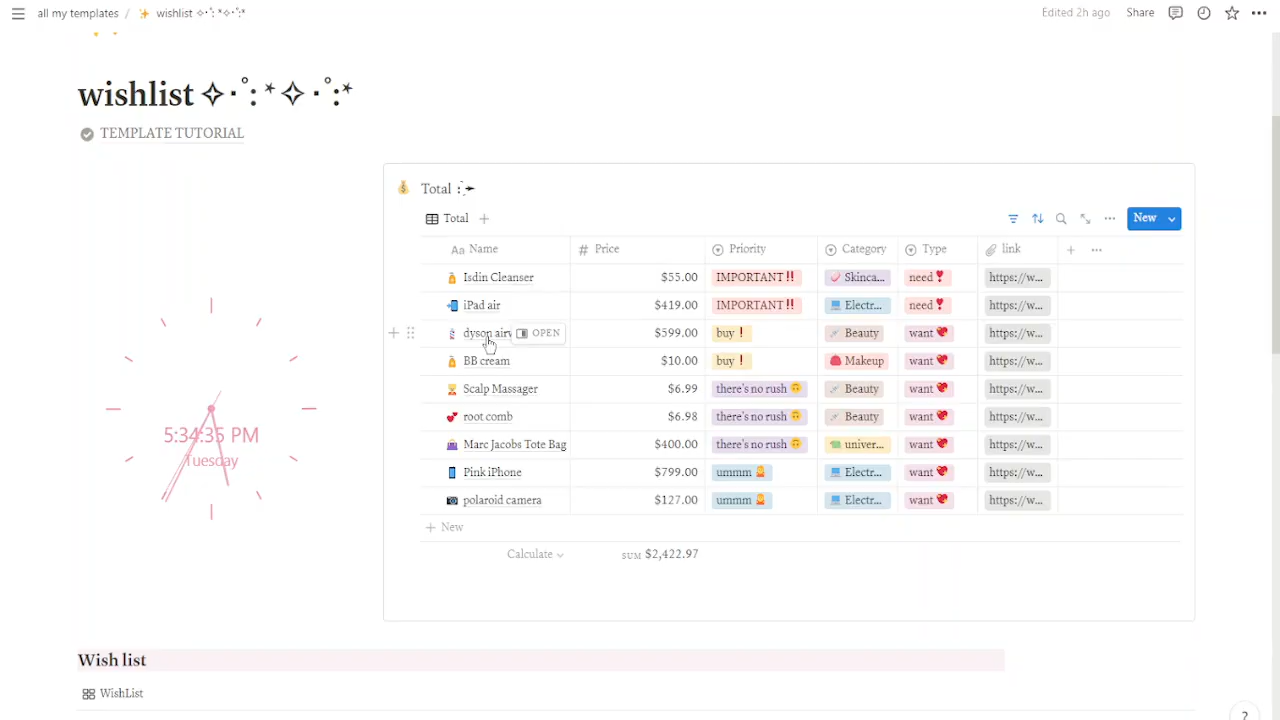 all my templates / ✨ wishlist ✧･ﾟ: *✧･ﾟ:*
Edited 2h ago Share
wishlist ✧･ﾟ: *✧･ﾟ:*
TEMPLATE TUTORIAL
💰 Total
Total
New
Aa Name # Price Priority Category Type link
Isdin Cleanser $55.00 IMPORTANT‼ Skinca... need❣ https://w...
iPad air $419.00 IMPORTANT‼ Electr... need❣ https://w...
dyson OPEN $599.00 buy❗ Beauty want https://w...
BB cream $10.00 buy❗ Makeup want https://w...
Scalp Massager $6.99 there's no rush 🙃 Beauty want https://w...
root comb $6.98 there's no rush 🙃 Beauty want https://w...
Marc Jacobs Tote Bag $400.00 there's no rush 🙃 univer... want https://w...
Pink iPhone $799.00 ummm Electr... want https://w...
polaroid camera $127.00 ummm Electr... want https://w...
+ New
Calculate SUM $2,422.97
5:34:35 PM
Tuesday
Wish list
WishList
?